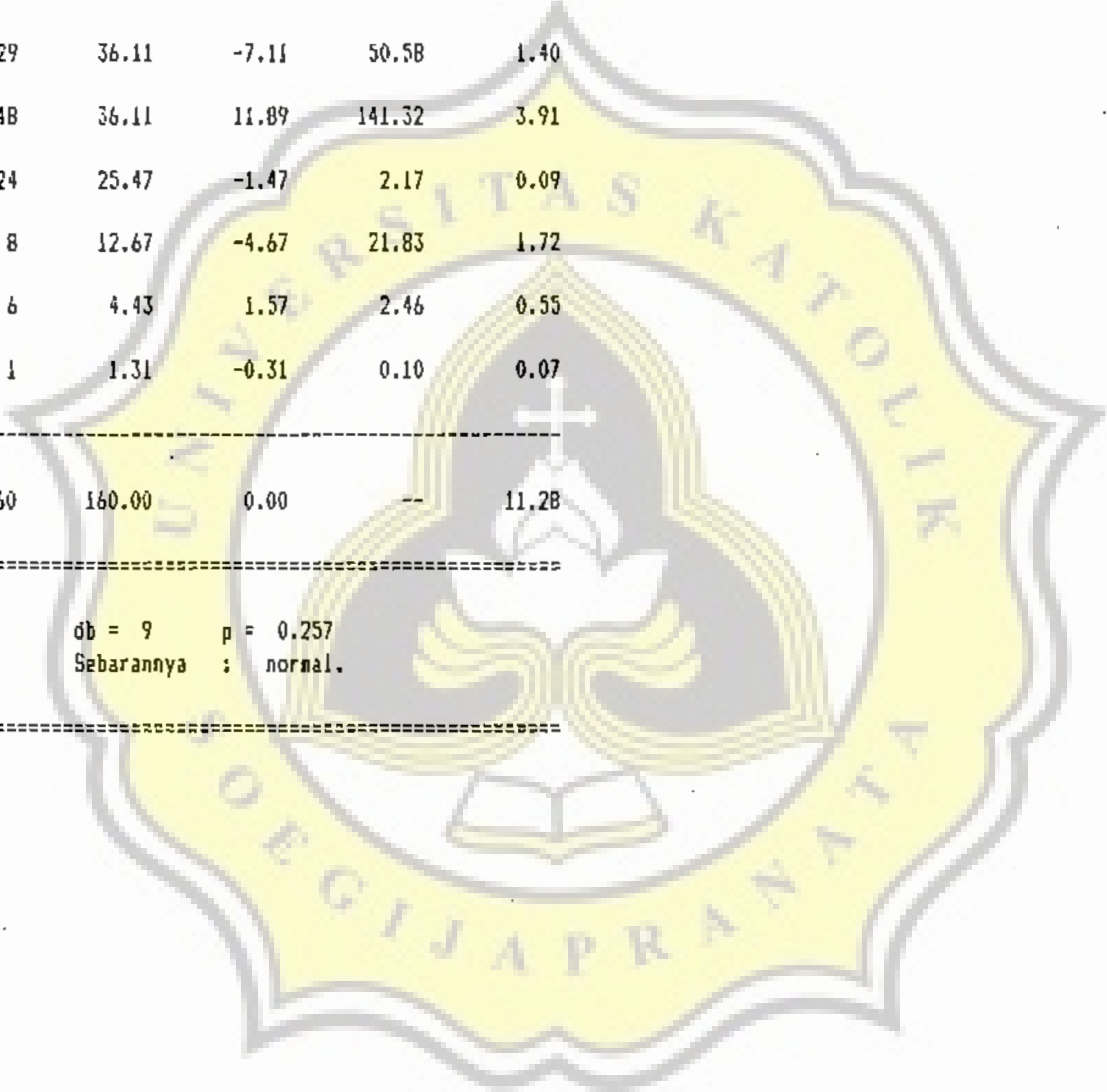 29 36.11 -7.11 50.58 1.40
48 36.11 11.89 141.32 3.91
24 25.47 -1.47 2.17 0.09
8 12.67 -4.67 21.83 1.72
6 4.43 1.57 2.46 0.55
1 1.31 -0.31 0.10 0.07
60 160.00 0.00 -- 11.28
db = 9 p = 0.257
Sebarannya : normal.
UNIVERSITAS KATOLIK
SOEGIJAPRANATA